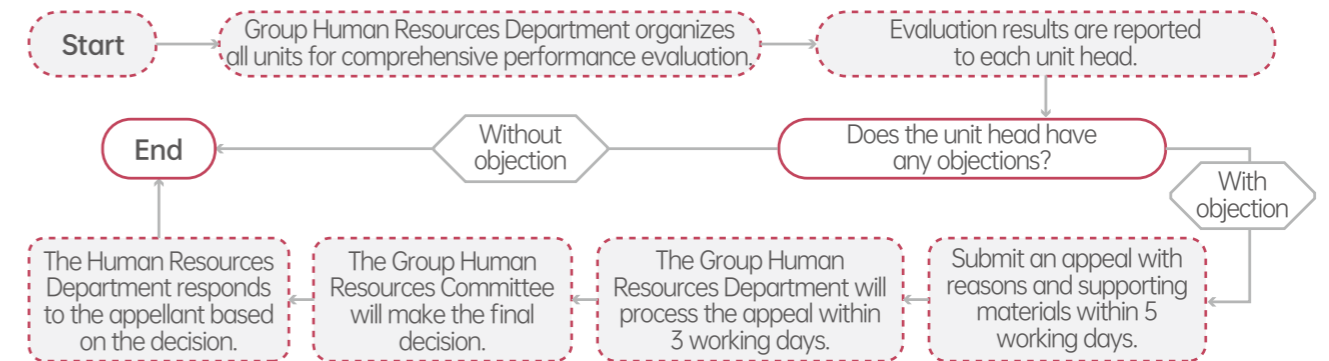 Start
Group Human Resources Department organizes
all units for comprehensive performance evaluation.
Evaluation results are reported
to each unit head.
Does the unit head have
any objections?
Without
objection
End
With
objection
Submit an appeal with
reasons and supporting
materials within 5
working days.
The Group Human
Resources Department will
process the appeal within
3 working days.
The Group Human
Resources Committee
will make the final
decision.
The Human Resources
Department responds
to the appellant based
on the decision.